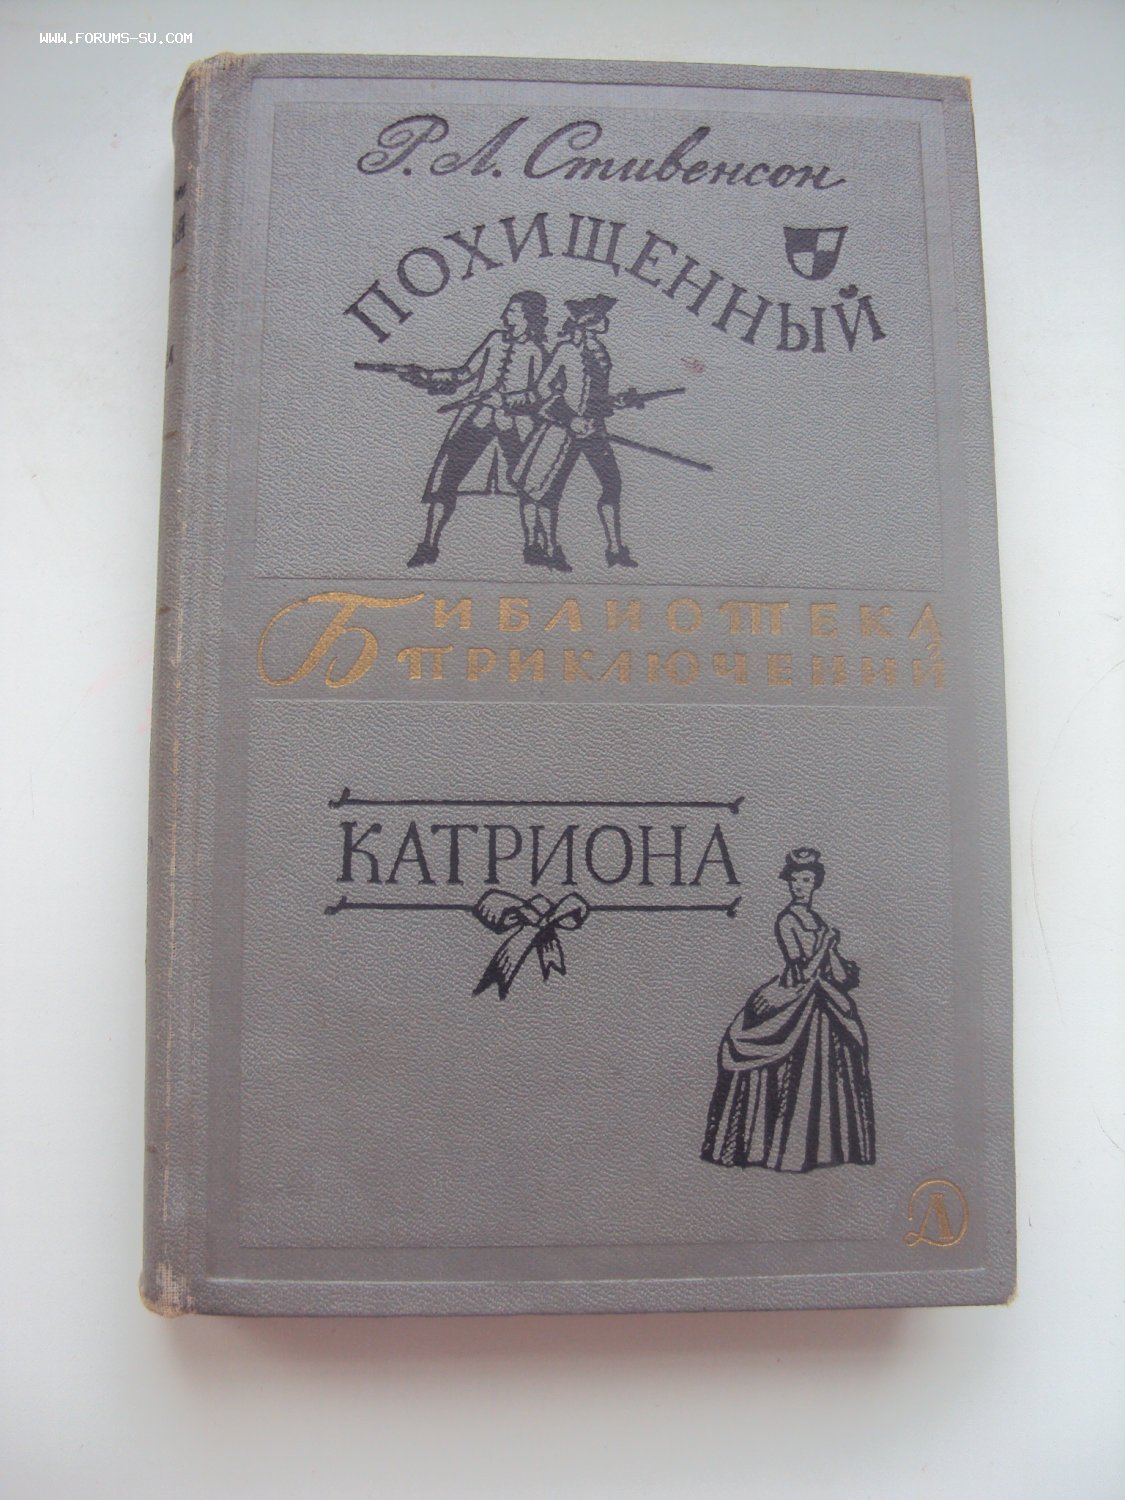 WWW.FORUMS-SU.COM
Р. Л. Стивенсон
ПОХИЩЕННЫЙ
БИБЛИОТЕКА
ПРИКЛЮЧЕНИЙ
КАТРИОНА